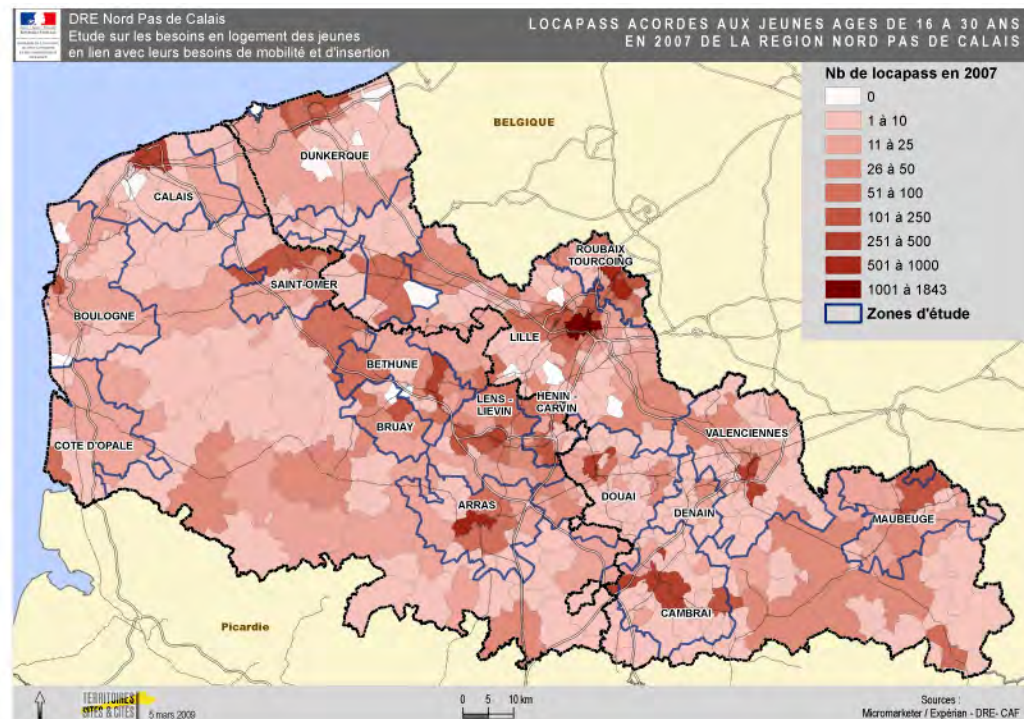 DRE Nord Pas de Calais
Etude sur les besoins en logement des jeunes
en lien avec leurs besoins de mobilité et d'insertion
LOCAPASS ACORDES AUX JEUNES AGES DE 16 A 30 ANS
EN 2007 DE LA REGION NORD PAS DE CALAIS
Nb de locapass en 2007
0
1 à 10
11 à 25
26 à 50
51 à 100
101 à 250
251 à 500
501 à 1000
1001 à 1843
Zones d'étude
BELGIQUE
DUNKERQUE
CALAIS
ROUBAIX
TOURCOING
SAINT-OMER
BOULOGNE
LILLE
BETHUNE
LENS -
LIEVIN
HENIN -
CARVIN
BRUAY
VALENCIENNES
COTE D'OPALE
DOUAI
ARRAS
DENAIN
MAUBEUGE
CAMBRAI
Picardie
TERRITOIRES
SITES & CITÉS
5 mars 2009
0 5 10 km
Sources :
Micromarketer / Expérian - DRE- CAF